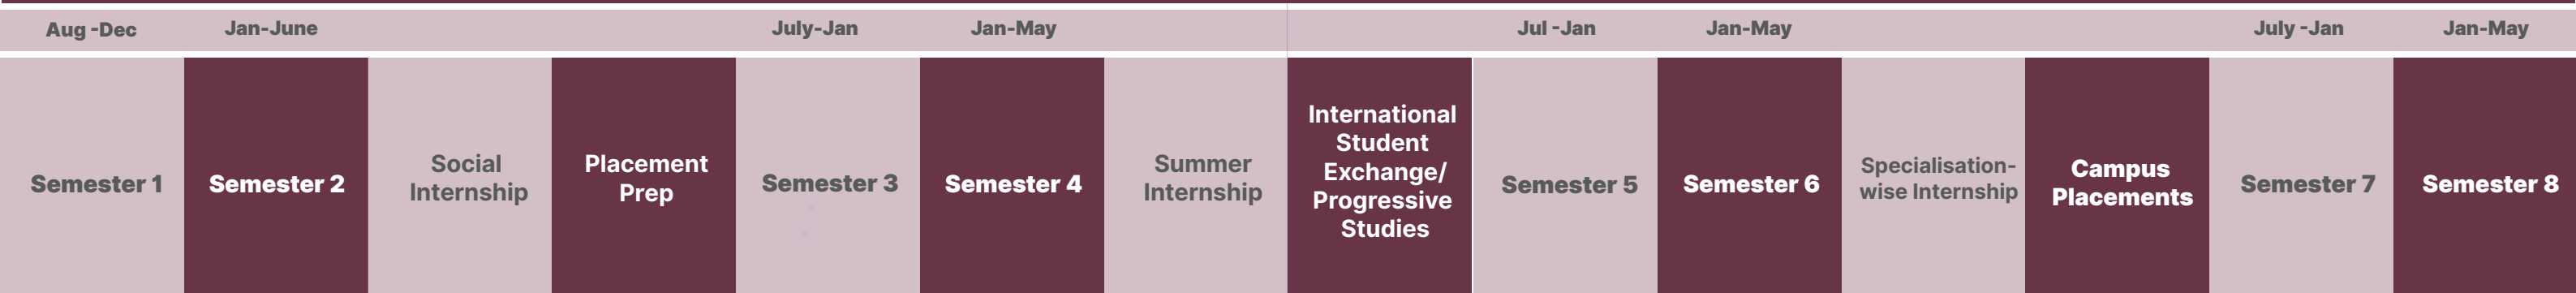 Aug -Dec
Jan-June
July-Jan
Jan-May
Jul -Jan
Jan-May
July -Jan
Jan-May
Semester 1
Semester 2
Social
Internship
Placement
Prep
Semester 3
Semester 4
Summer
Internship
International
Student
Exchange/
Progressive
Studies
Semester 5
Semester 6
Specialisation-
wise Internship
Campus
Placements
Semester 7
Semester 8